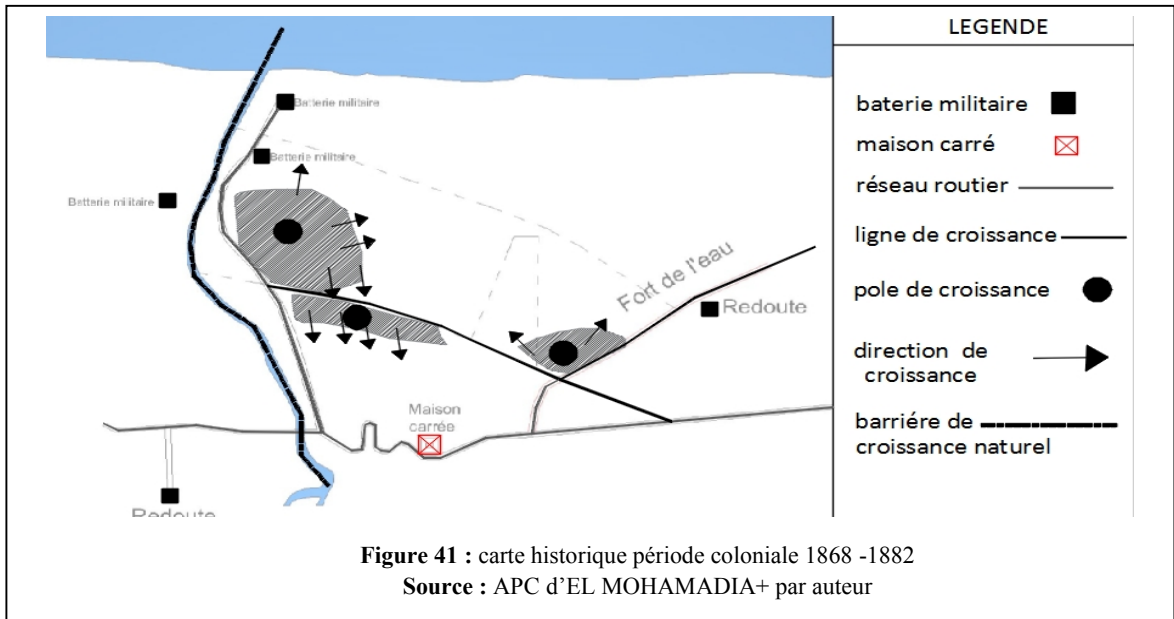 Batterie militaire
Batterie militaire
Batterie militaire
Fort de l'eau
Redoute
Maison
carrée
Redoute
LEGENDE
baterie militaire
maison carré
réseau routier
ligne de croissance
pole de croissance
direction de
croissance
barriére de
croissance naturel
Figure 41 : carte historique période coloniale 1868 -1882
Source : APC d'EL MOHAMADIA+ par auteur